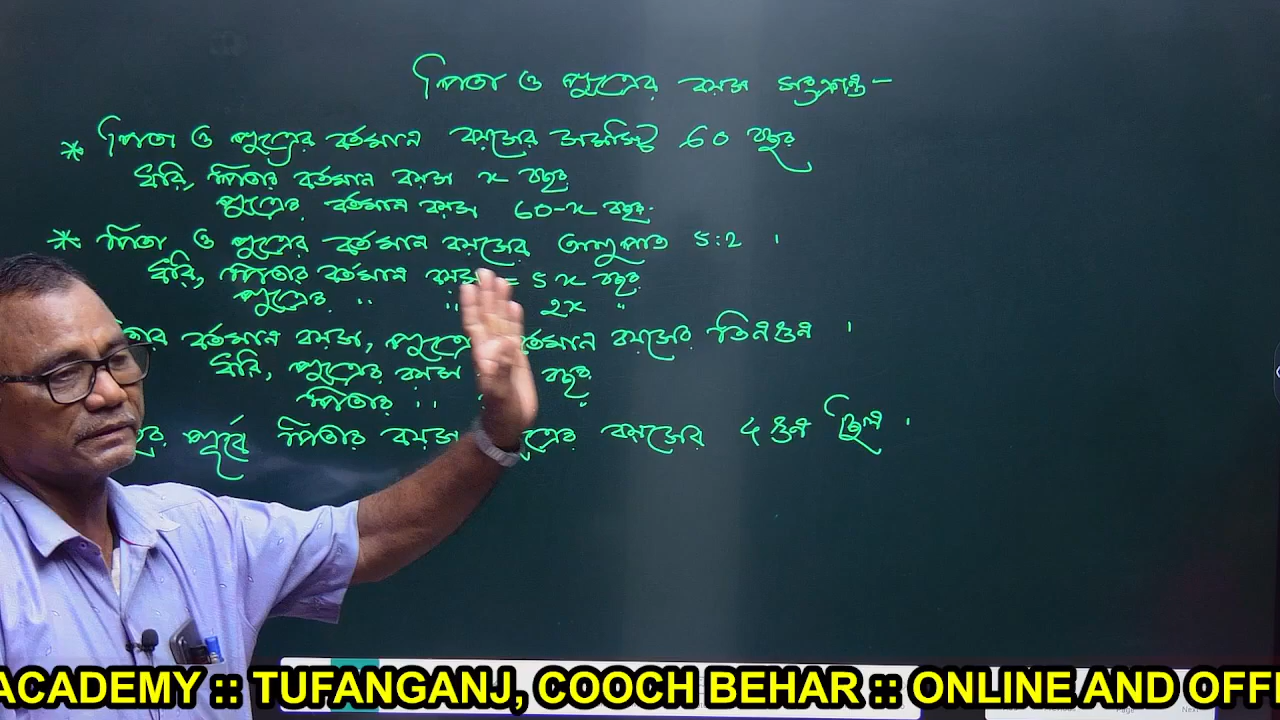 পিতা ও পুত্রের বয়স সংক্রান্ত –
* পিতা ও পুত্রের বর্তমান বয়সের সমষ্টি 60 বছর
ধরি, পিতার বর্তমান বয়স x বছর
পুত্রের বর্তমান বয়স 60-x বছর.
* পিতা ও পুত্রের বর্তমান বয়সের অনুপাত 5:2 ।
ধরি, পিতার বর্তমান বয়স = 5x বছর
পুত্রের " " 2x "
তার বর্তমান বয়স, পুত্রের বর্তমান বয়সের তিনগুন ।
ধরি, পুত্রের বয়স বছর
পিতার " "
পূর্বে পিতার বয়স পুত্রের বয়সের ৫ গুন ছিল ।
ACADEMY :: TUFANGANJ, COOCH BEHAR :: ONLINE AND OFF